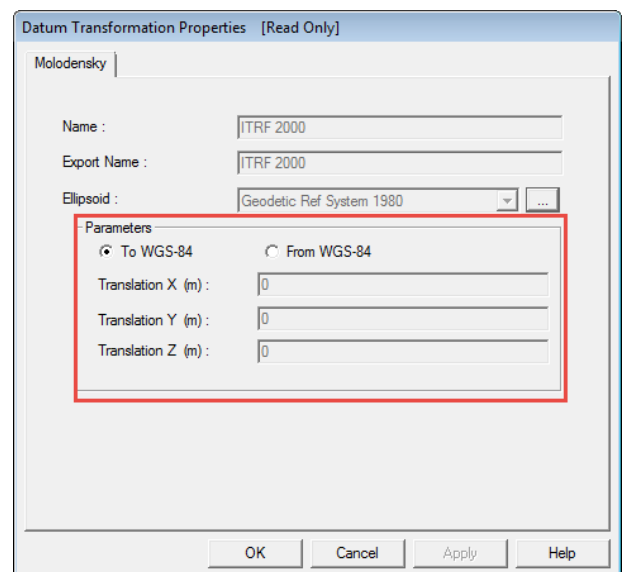 Datum Transformation Properties [Read Only]
Molodensky
Name : ITRF 2000
Export Name : ITRF 2000
Ellipsoid : Geodetic Ref System 1980 ...
Parameters
To WGS-84 From WGS-84
Translation X (m) : 0
Translation Y (m) : 0
Translation Z (m) : 0
OK Cancel Apply Help